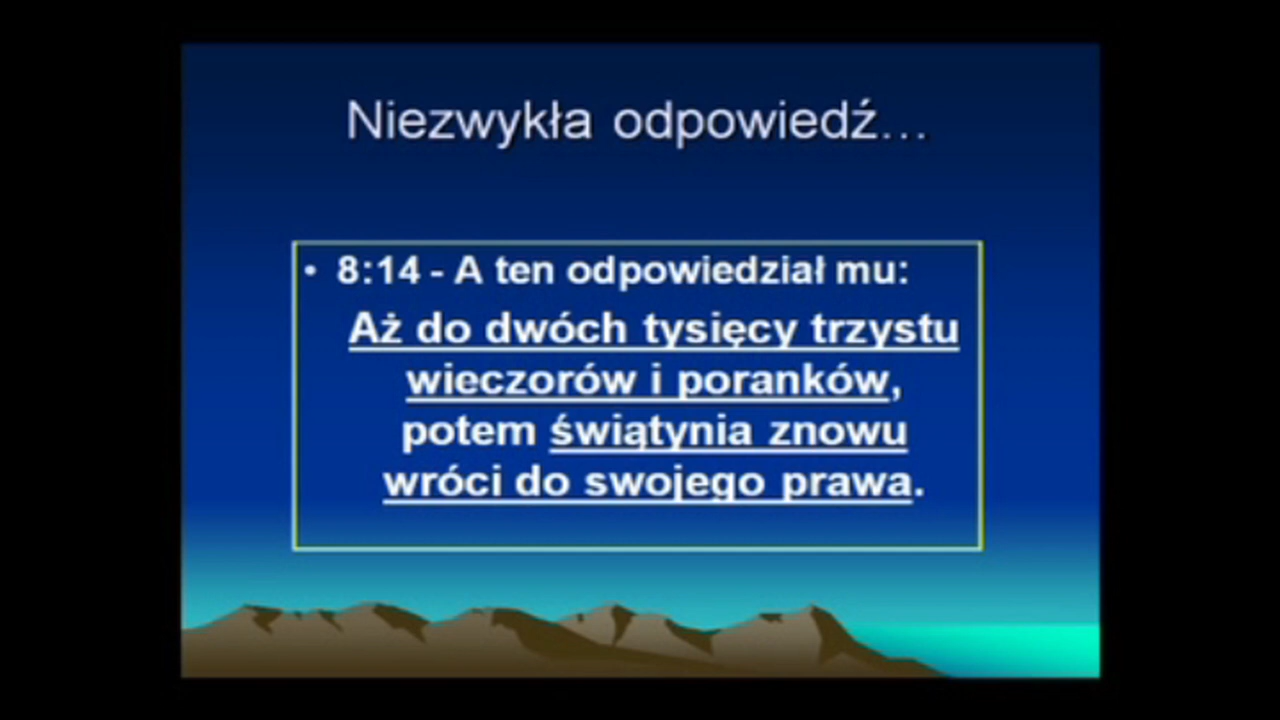 Niezwykła odpowiedź…
• 8:14 - A ten odpowiedział mu:
Aż do dwóch tysięcy trzystu
wieczorów i poranków,
potem świątynia znowu
wróci do swojego prawa.